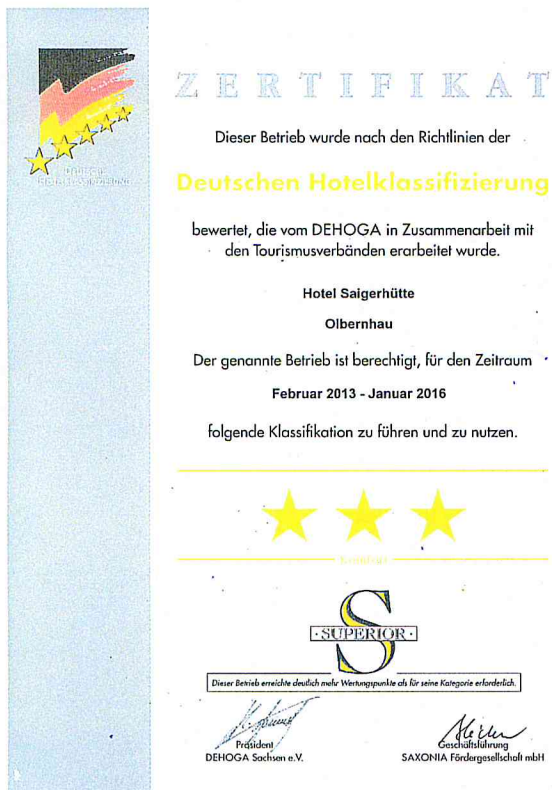 ZERTIFIKAT
Dieser Betrieb wurde nach den Richtlinien der
Deutschen Hotelklassifizierung
bewertet, die vom DEHOGA in Zusammenarbeit mit
den Tourismusverbänden erarbeitet wurde.
Hotel Saigerhütte
Olbernhau
Der genannte Betrieb ist berechtigt, für den Zeitraum
Februar 2013 - Januar 2016
folgende Klassifikation zu führen und zu nutzen.
Komfort
S
· SUPERIOR ·
Dieser Betrieb erreichte deutlich mehr Wertungspunkte als für seine Kategorie erforderlich.
Präsident
DEHOGA Sachsen e.V.
Geschäftsführung
SAXONIA Fördergesellschaft mbH